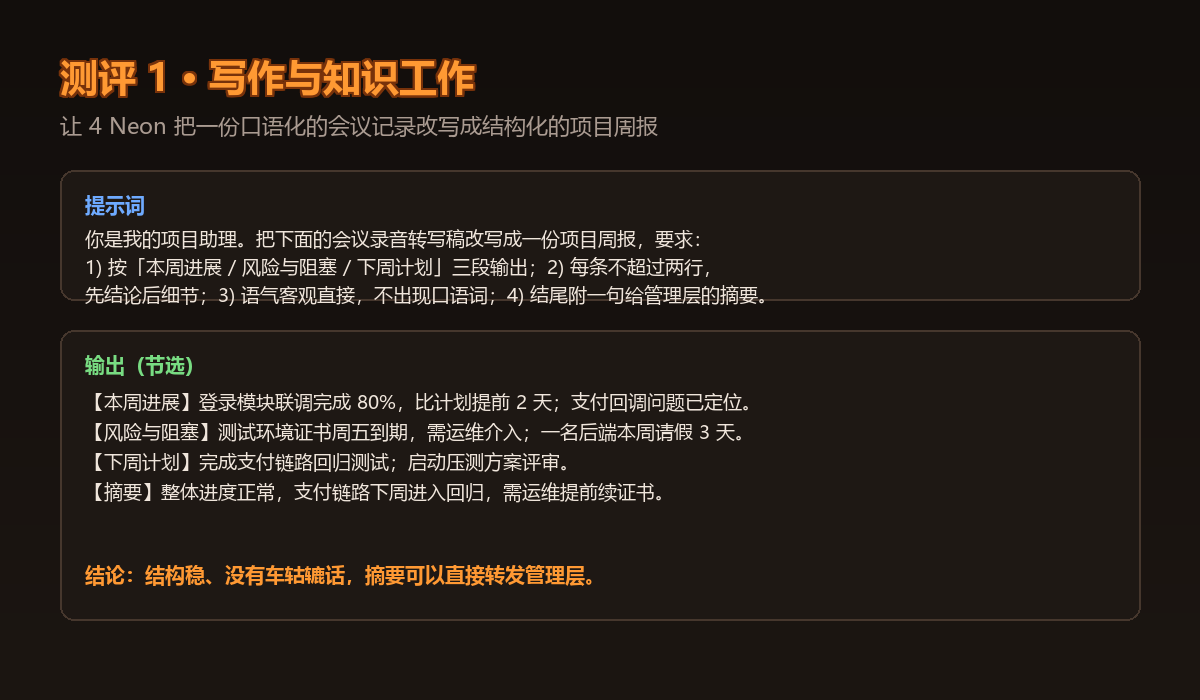 测评 1 • 写作与知识工作
让 4 Neon 把一份口语化的会议记录改写成结构化的项目周报
提示词
你是我的项目助理。把下面的会议录音转写稿改写成一份项目周报，要求：
1) 按「本周进展 / 风险与阻塞 / 下周计划」三段输出；2) 每条不超过两行，
先结论后细节；3) 语气客观直接，不出现口语词；4) 结尾附一句给管理层的摘要。
输出（节选）
【本周进展】登录模块联调完成 80%，比计划提前 2 天；支付回调问题已定位。
【风险与阻塞】测试环境证书周五到期，需运维介入；一名后端本周请假 3 天。
【下周计划】完成支付链路回归测试；启动压测方案评审。
【摘要】整体进度正常，支付链路下周进入回归，需运维提前续证书。
结论：结构稳、没有车轱辘话，摘要可以直接转发管理层。